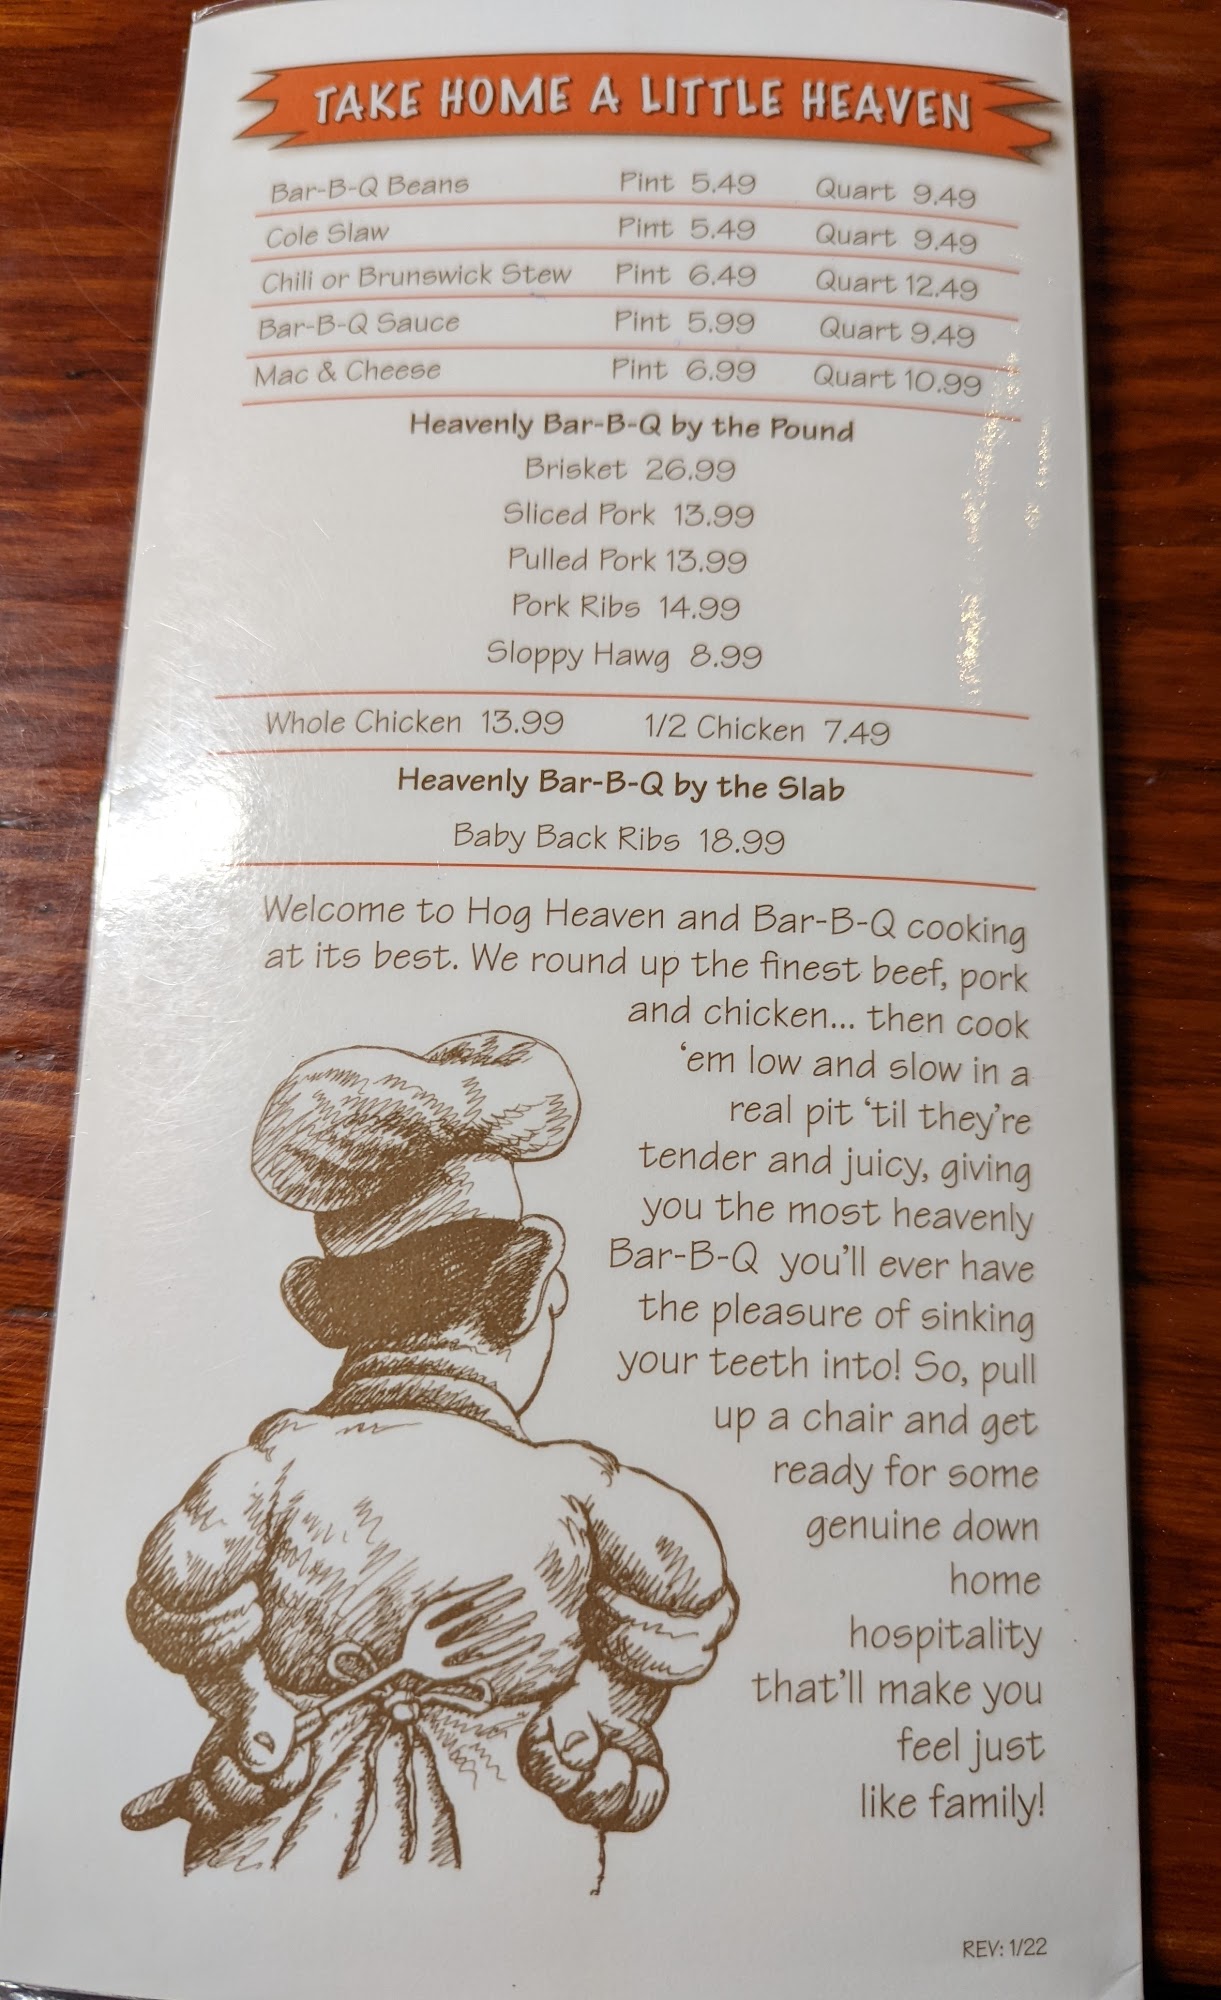 TAKE HOME A LITTLE HEAVEN
Bar-B-Q Beans Pint 5.49 Quart 9.49
Cole Slaw Pint 5.49 Quart 9.49
Chili or Brunswick Stew Pint 6.49 Quart 12.49
Bar-B-Q Sauce Pint 5.99 Quart 9.49
Mac & Cheese Pint 6.99 Quart 10.99
Heavenly Bar-B-Q by the Pound
Brisket 26.99
Sliced Pork 13.99
Pulled Pork 13.99
Pork Ribs 14.99
Sloppy Hawg 8.99
Whole Chicken 13.99 1/2 Chicken 7.49
Heavenly Bar-B-Q by the Slab
Baby Back Ribs 18.99
Welcome to Hog Heaven and Bar-B-Q cooking
at its best. We round up the finest beef, pork
and chicken... then cook
‘em low and slow in a
real pit ‘til they’re
tender and juicy, giving
you the most heavenly
Bar-B-Q you’ll ever have
the pleasure of sinking
your teeth into! So, pull
up a chair and get
ready for some
genuine down
home
hospitality
that’ll make you
feel just
like family!
REV: 1/22